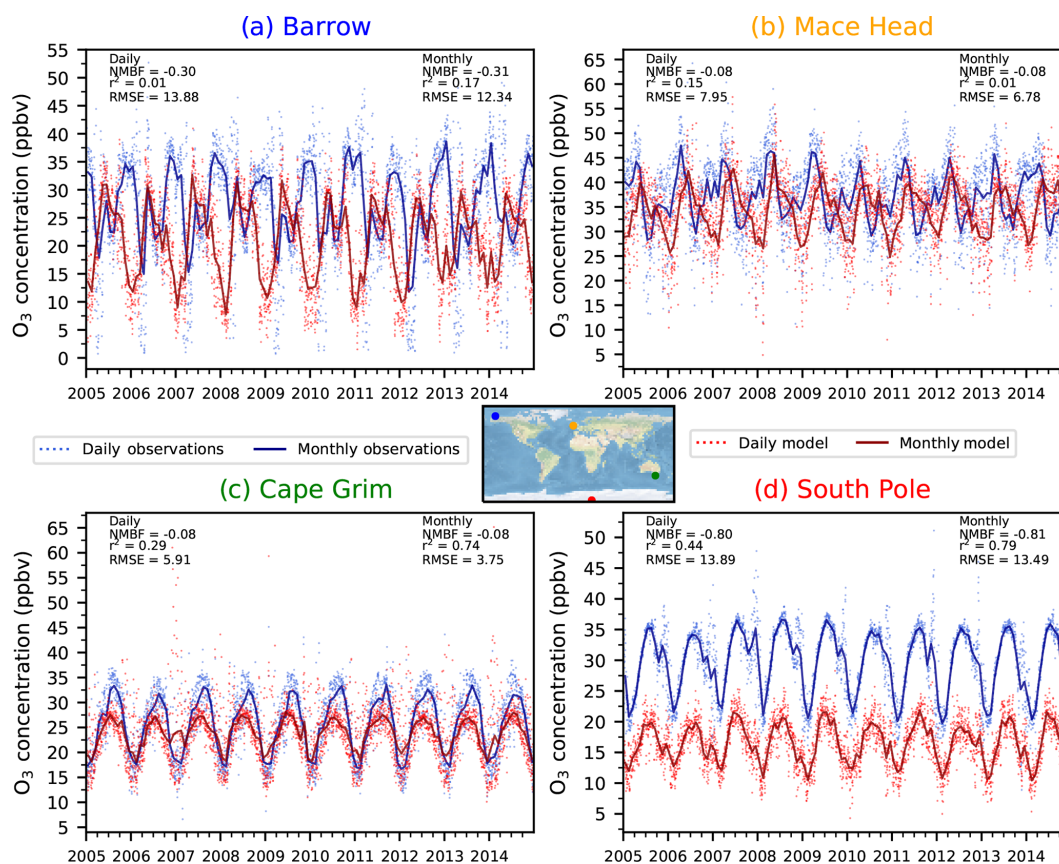 (a) Barrow
(b) Mace Head
O3 concentration (ppbv)
55
50
45
40
35
30
25
20
15
10
5
0
Daily
NMBF = -0.30
r² = 0.01
RMSE = 13.88
Monthly
NMBF = -0.31
r² = 0.17
RMSE = 12.34
2005 2006 2007 2008 2009 2010 2011 2012 2013 2014
O3 concentration (ppbv)
65
60
55
50
45
40
35
30
25
20
15
10
5
Daily
NMBF = -0.08
r² = 0.15
RMSE = 7.95
Monthly
NMBF = -0.08
r² = 0.01
RMSE = 6.78
2005 2006 2007 2008 2009 2010 2011 2012 2013 2014
Daily observations Monthly observations
Daily model Monthly model
(c) Cape Grim
(d) South Pole
O3 concentration (ppbv)
65
60
55
50
45
40
35
30
25
20
15
10
5
Daily
NMBF = -0.08
r² = 0.29
RMSE = 5.91
Monthly
NMBF = -0.08
r² = 0.74
RMSE = 3.75
2005 2006 2007 2008 2009 2010 2011 2012 2013 2014
O3 concentration (ppbv)
50
45
40
35
30
25
20
15
10
5
Daily
NMBF = -0.80
r² = 0.44
RMSE = 13.89
Monthly
NMBF = -0.81
r² = 0.79
RMSE = 13.49
2005 2006 2007 2008 2009 2010 2011 2012 2013 2014